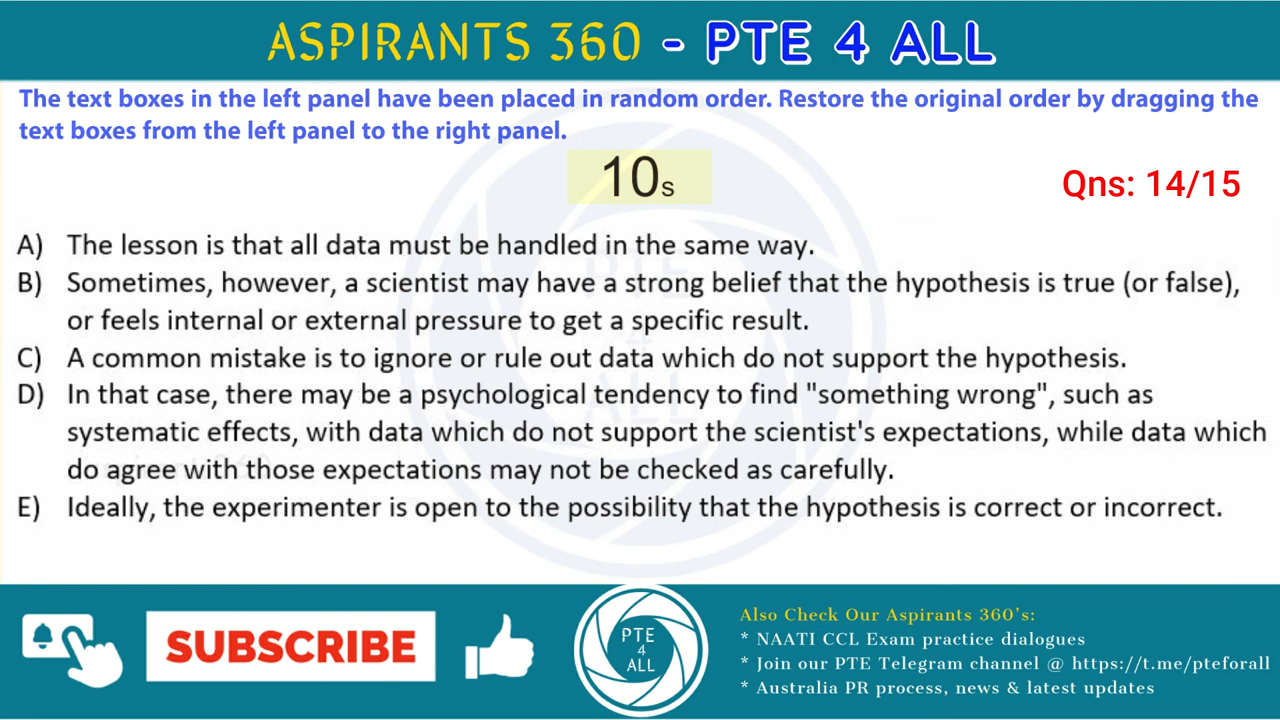 ASPIRANTS 360 - PTE 4 ALL
The text boxes in the left panel have been placed in random order. Restore the original order by dragging the
text boxes from the left panel to the right panel.
10s
Qns: 14/15
A) The lesson is that all data must be handled in the same way.
B) Sometimes, however, a scientist may have a strong belief that the hypothesis is true (or false),
or feels internal or external pressure to get a specific result.
C) A common mistake is to ignore or rule out data which do not support the hypothesis.
D) In that case, there may be a psychological tendency to find "something wrong", such as
systematic effects, with data which do not support the scientist's expectations, while data which
do agree with those expectations may not be checked as carefully.
E) Ideally, the experimenter is open to the possibility that the hypothesis is correct or incorrect.
SUBSCRIBE
PTE
4
ALL
Also Check Our Aspirants 360's:
* NAATI CCL Exam practice dialogues
* Join our PTE Telegram channel @ https://t.me/pteforall
* Australia PR process, news & latest updates